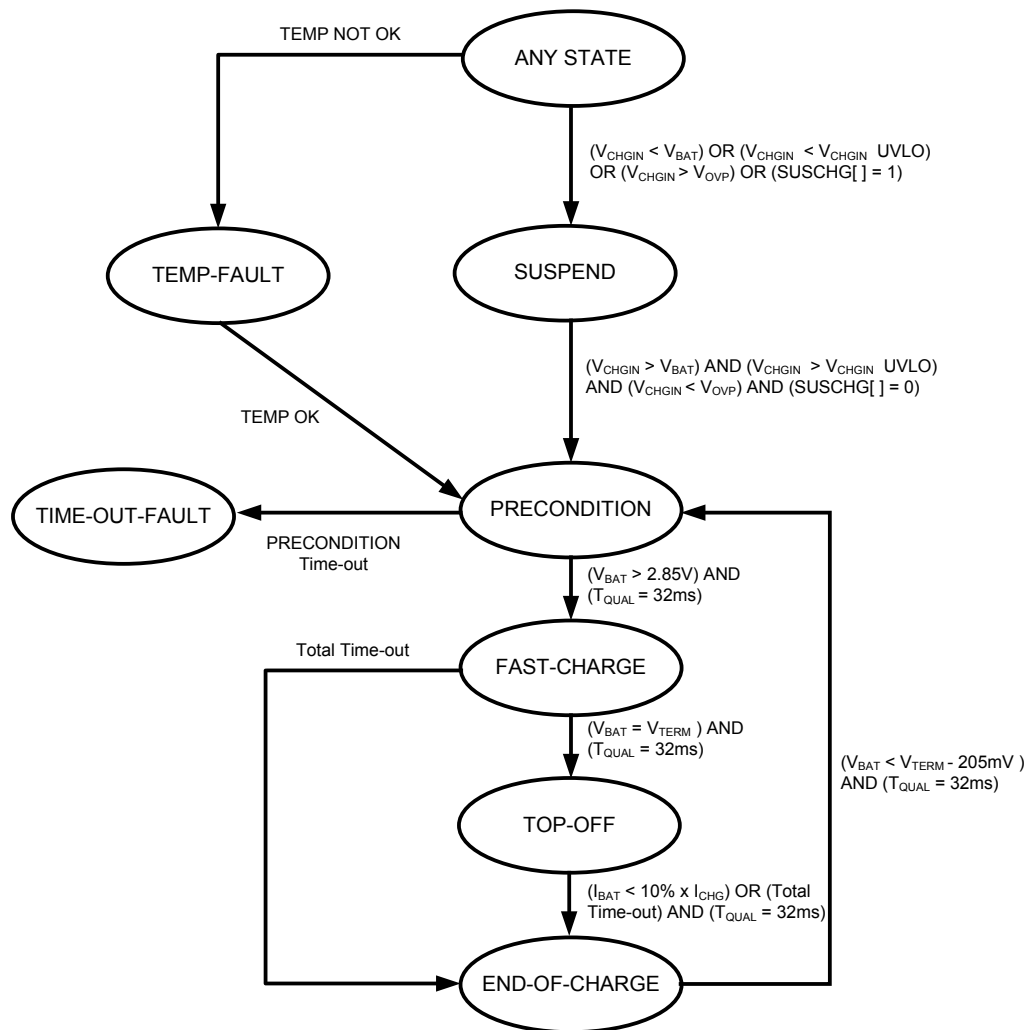 TEMP NOT OK
ANY STATE
(V_CHGIN < V_BAT) OR (V_CHGIN < V_CHGIN UVLO)
OR (V_CHGIN > V_OVP) OR (SUSCHG[ ] = 1)
TEMP-FAULT
SUSPEND
(V_CHGIN > V_BAT) AND (V_CHGIN > V_CHGIN UVLO)
AND (V_CHGIN < V_OVP) AND (SUSCHG[ ] = 0)
TEMP OK
TIME-OUT-FAULT
PRECONDITION
PRECONDITION
Time-out
(V_BAT > 2.85V) AND
(T_QUAL = 32ms)
Total Time-out
FAST-CHARGE
(V_BAT = V_TERM ) AND
(T_QUAL = 32ms)
(V_BAT < V_TERM - 205mV )
AND (T_QUAL = 32ms)
TOP-OFF
(I_BAT < 10% x I_CHG) OR (Total
Time-out) AND (T_QUAL = 32ms)
END-OF-CHARGE